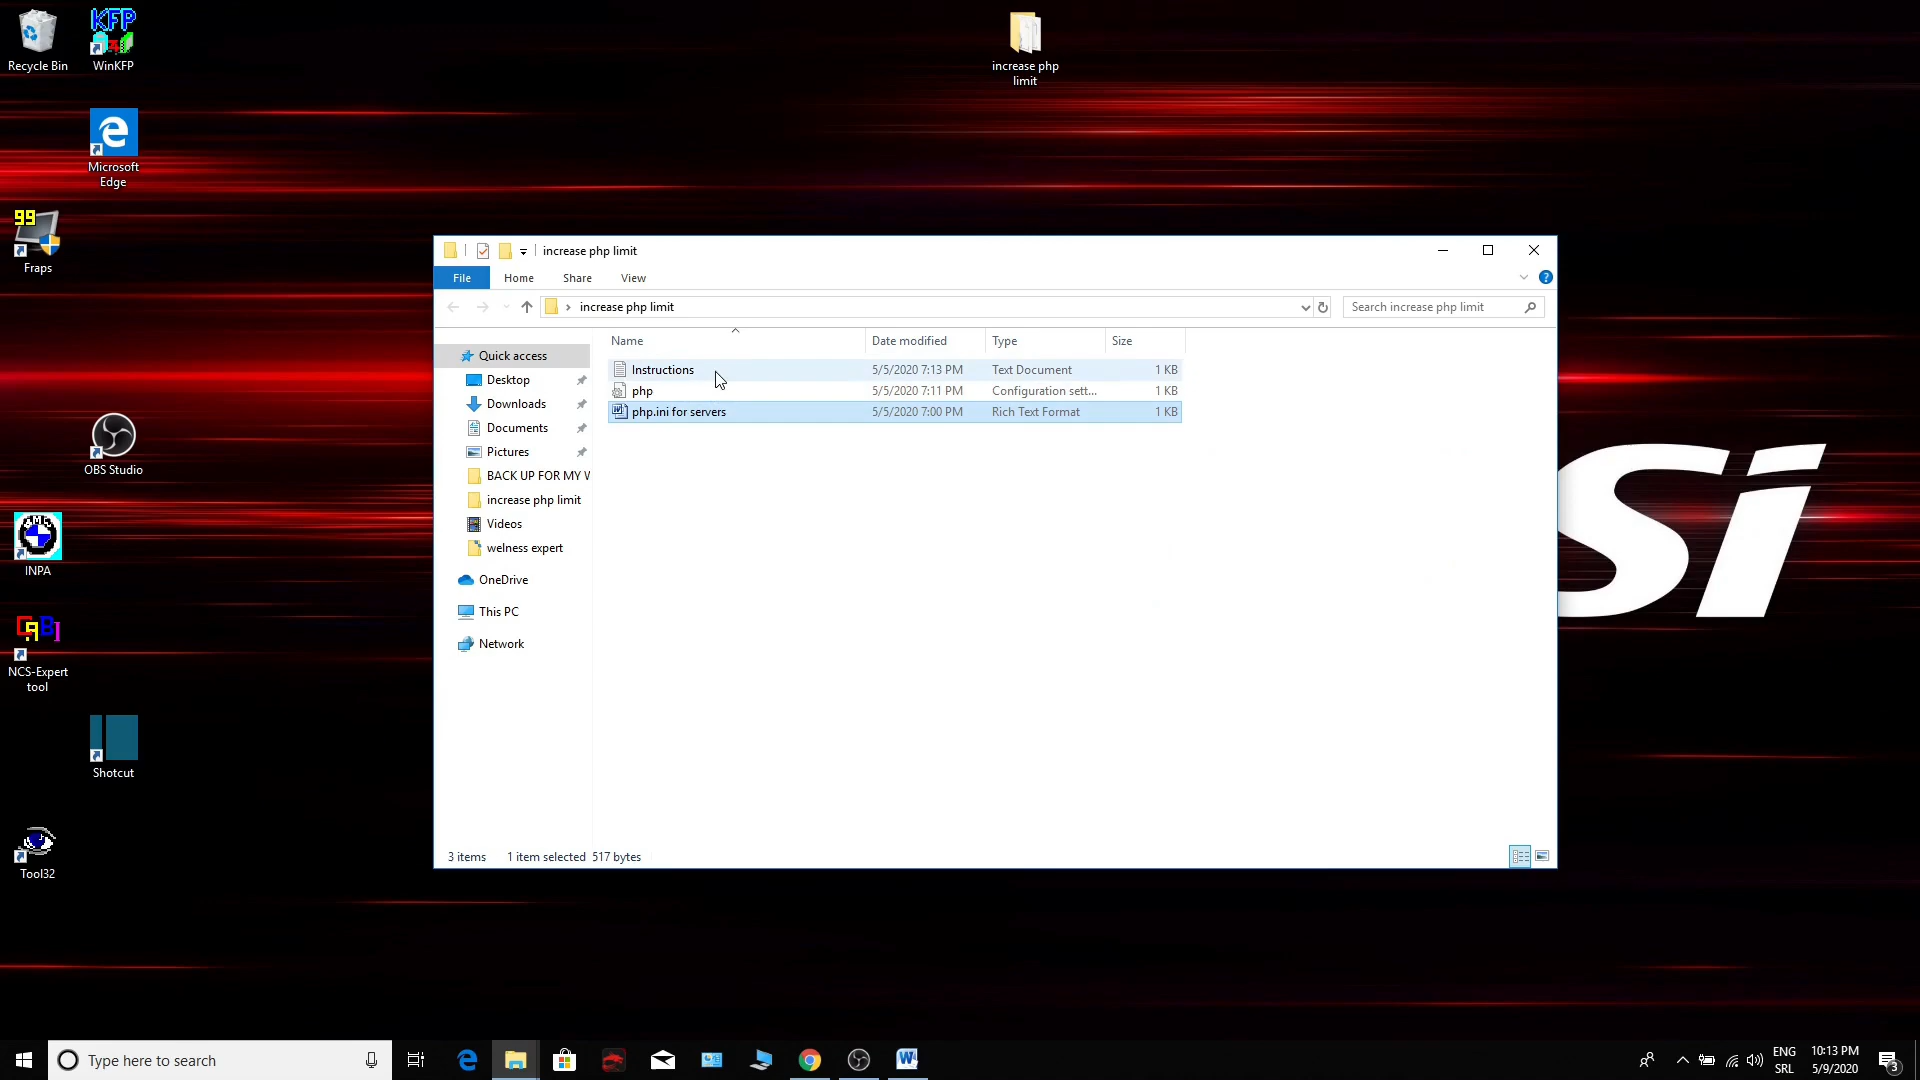 Recycle Bin
WinKFP
Microsoft
Edge
99
Fraps
OBS Studio
INPA
NCS-Expert
tool
Shotcut
Tool32
increase php
limit
increase php limit
File
Home
Share
View
increase php limit
Search increase php limit
Name
Date modified
Type
Size
Quick access
Desktop
Downloads
Documents
Pictures
BACK UP FOR MY W
increase php limit
Videos
welness expert
OneDrive
This PC
Network
Instructions 5/5/2020 7:13 PM Text Document 1 KB
php 5/5/2020 7:11 PM Configuration sett... 1 KB
php.ini for servers 5/5/2020 7:00 PM Rich Text Format 1 KB
3 items 1 item selected 517 bytes
si
Type here to search
ENG
SRL
10:13 PM
5/9/2020
3